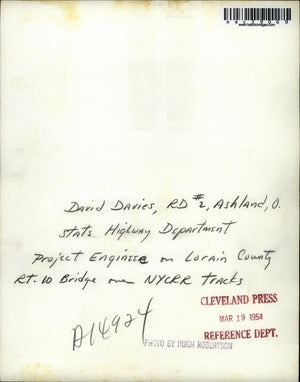 David Davies, RD #2, Ashland, O.
State Highway Department
Project Engineer on Lorain County
Rt. 10 Bridge over NYCRR Tracks
CLEVELAND PRESS
MAR 19 1954
REFERENCE DEPT.
A14924
PHOTO BY HUGH ROBERTSON